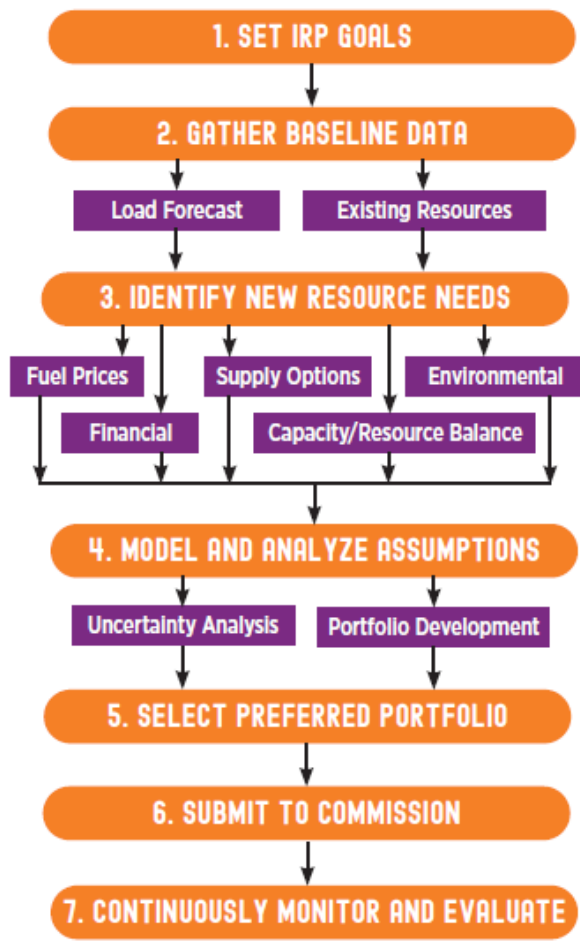 1. SET IRP GOALS
2. GATHER BASELINE DATA
Load Forecast
Existing Resources
3. IDENTIFY NEW RESOURCE NEEDS
Fuel Prices
Supply Options
Environmental
Financial
Capacity/Resource Balance
4. MODEL AND ANALYZE ASSUMPTIONS
Uncertainty Analysis
Portfolio Development
5. SELECT PREFERRED PORTFOLIO
6. SUBMIT TO COMMISSION
7. CONTINUOUSLY MONITOR AND EVALUATE